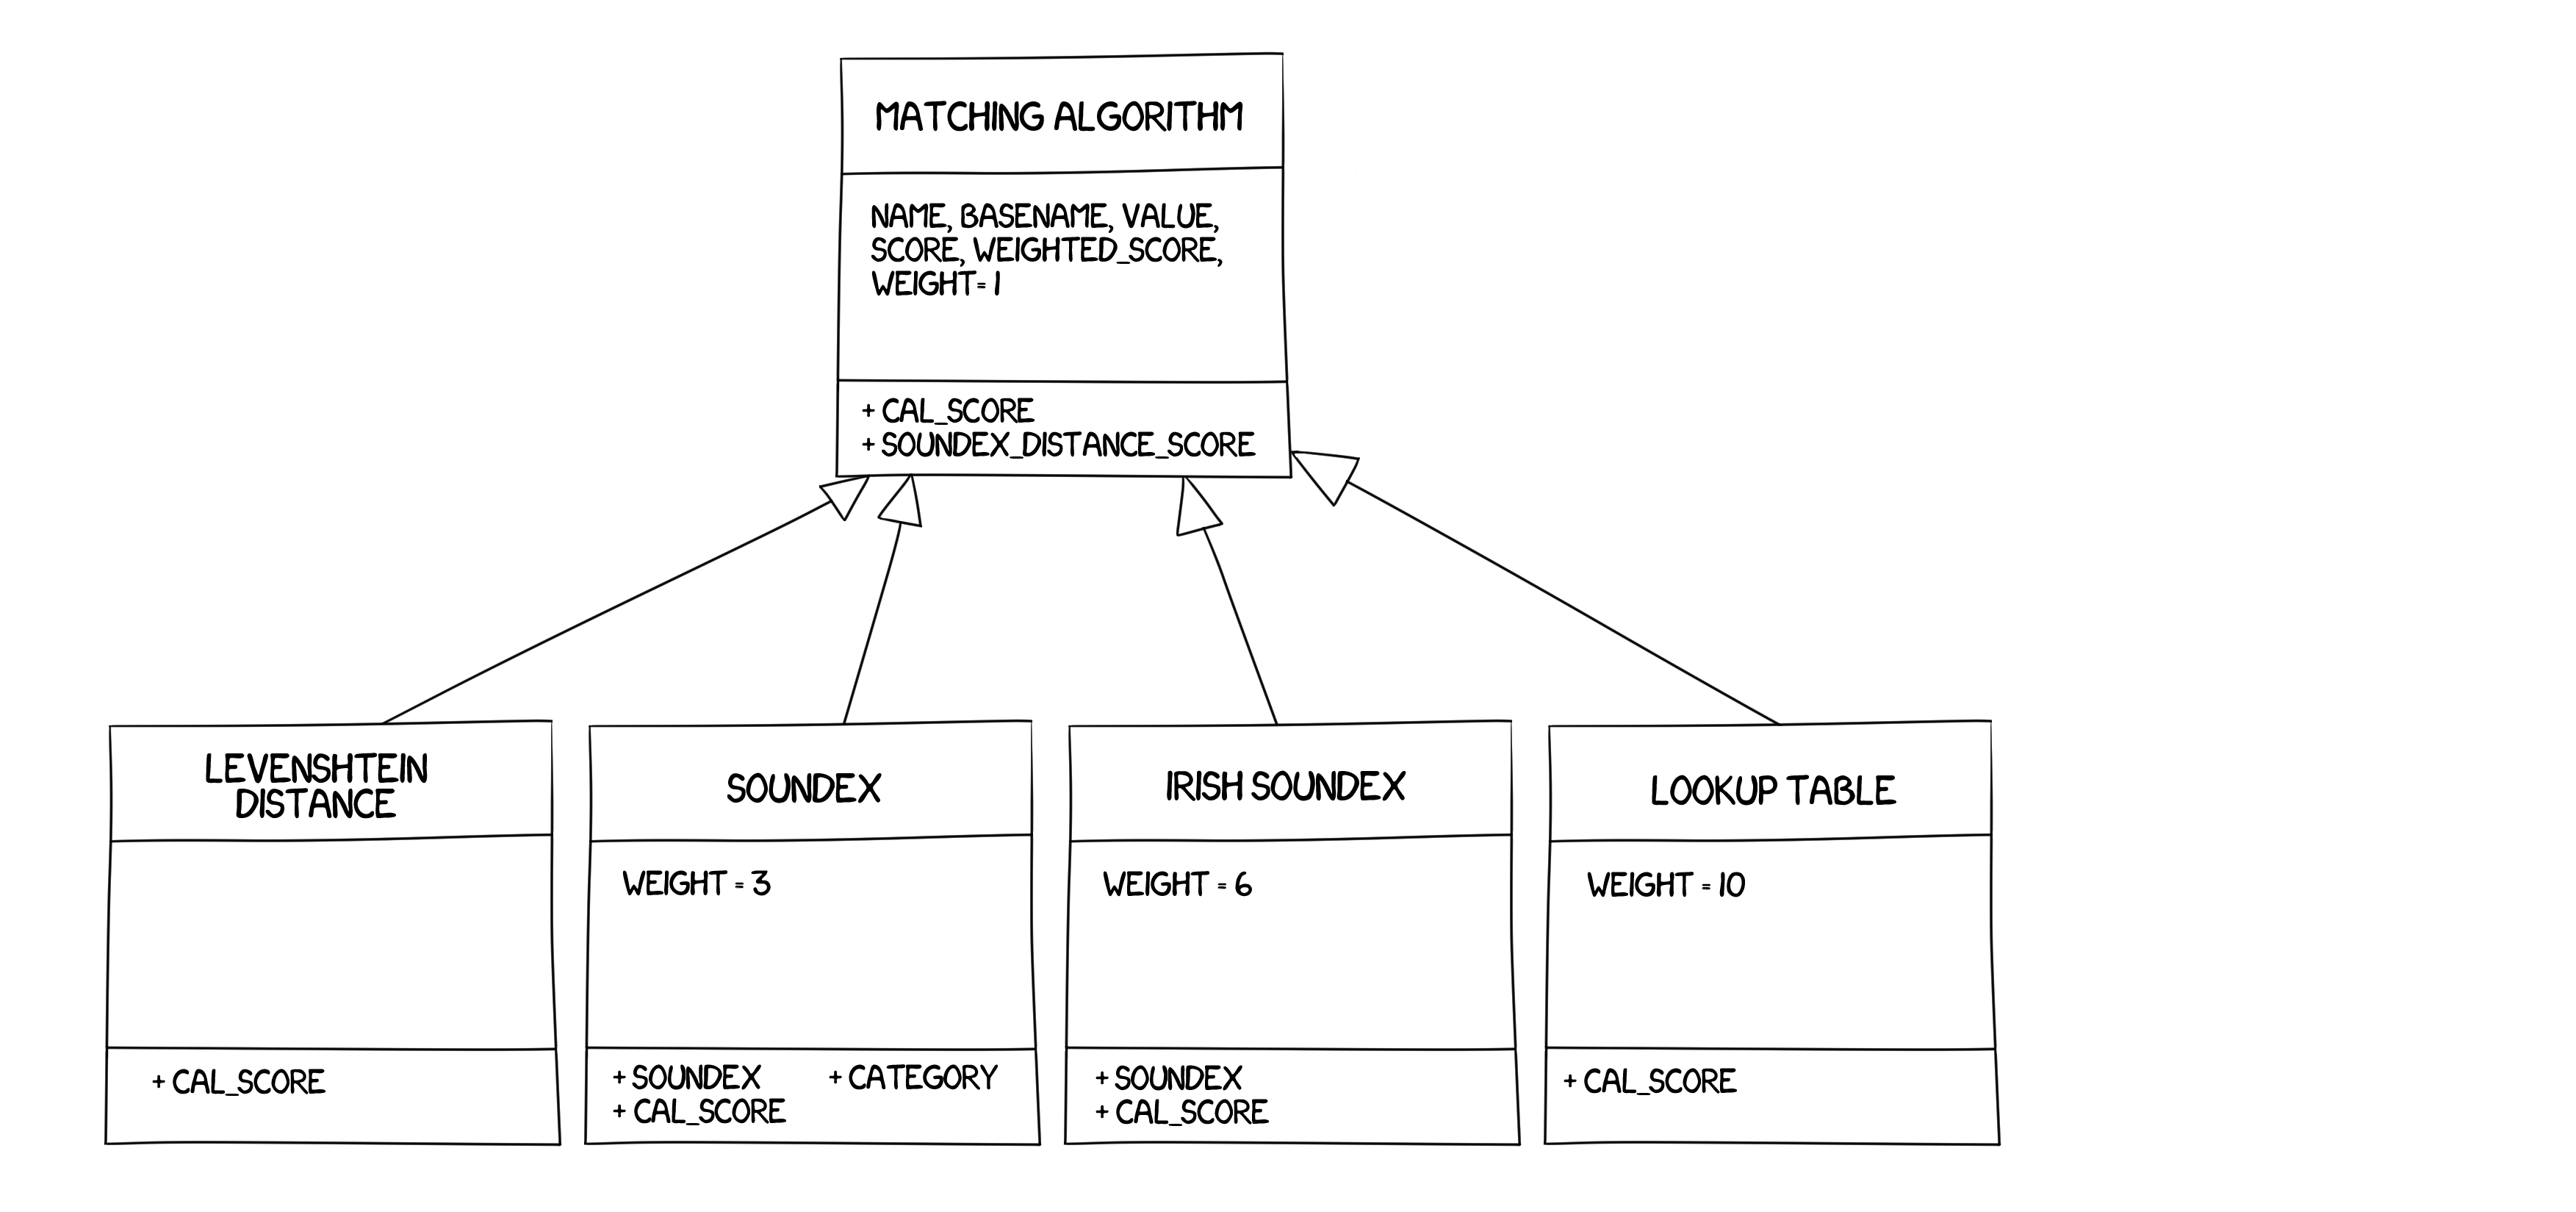 MATCHING ALGORITHM
NAME, BASENAME, VALUE,
SCORE, WEIGHTED_SCORE,
WEIGHT= 1
+ CAL_SCORE
+ SOUNDEX_DISTANCE_SCORE
LEVENSHTEIN
DISTANCE
+ CAL_SCORE
SOUNDEX
WEIGHT = 3
+ SOUNDEX + CATEGORY
+ CAL_SCORE
IRISH SOUNDEX
WEIGHT = 6
+ SOUNDEX
+ CAL_SCORE
LOOKUP TABLE
WEIGHT = 10
+ CAL_SCORE